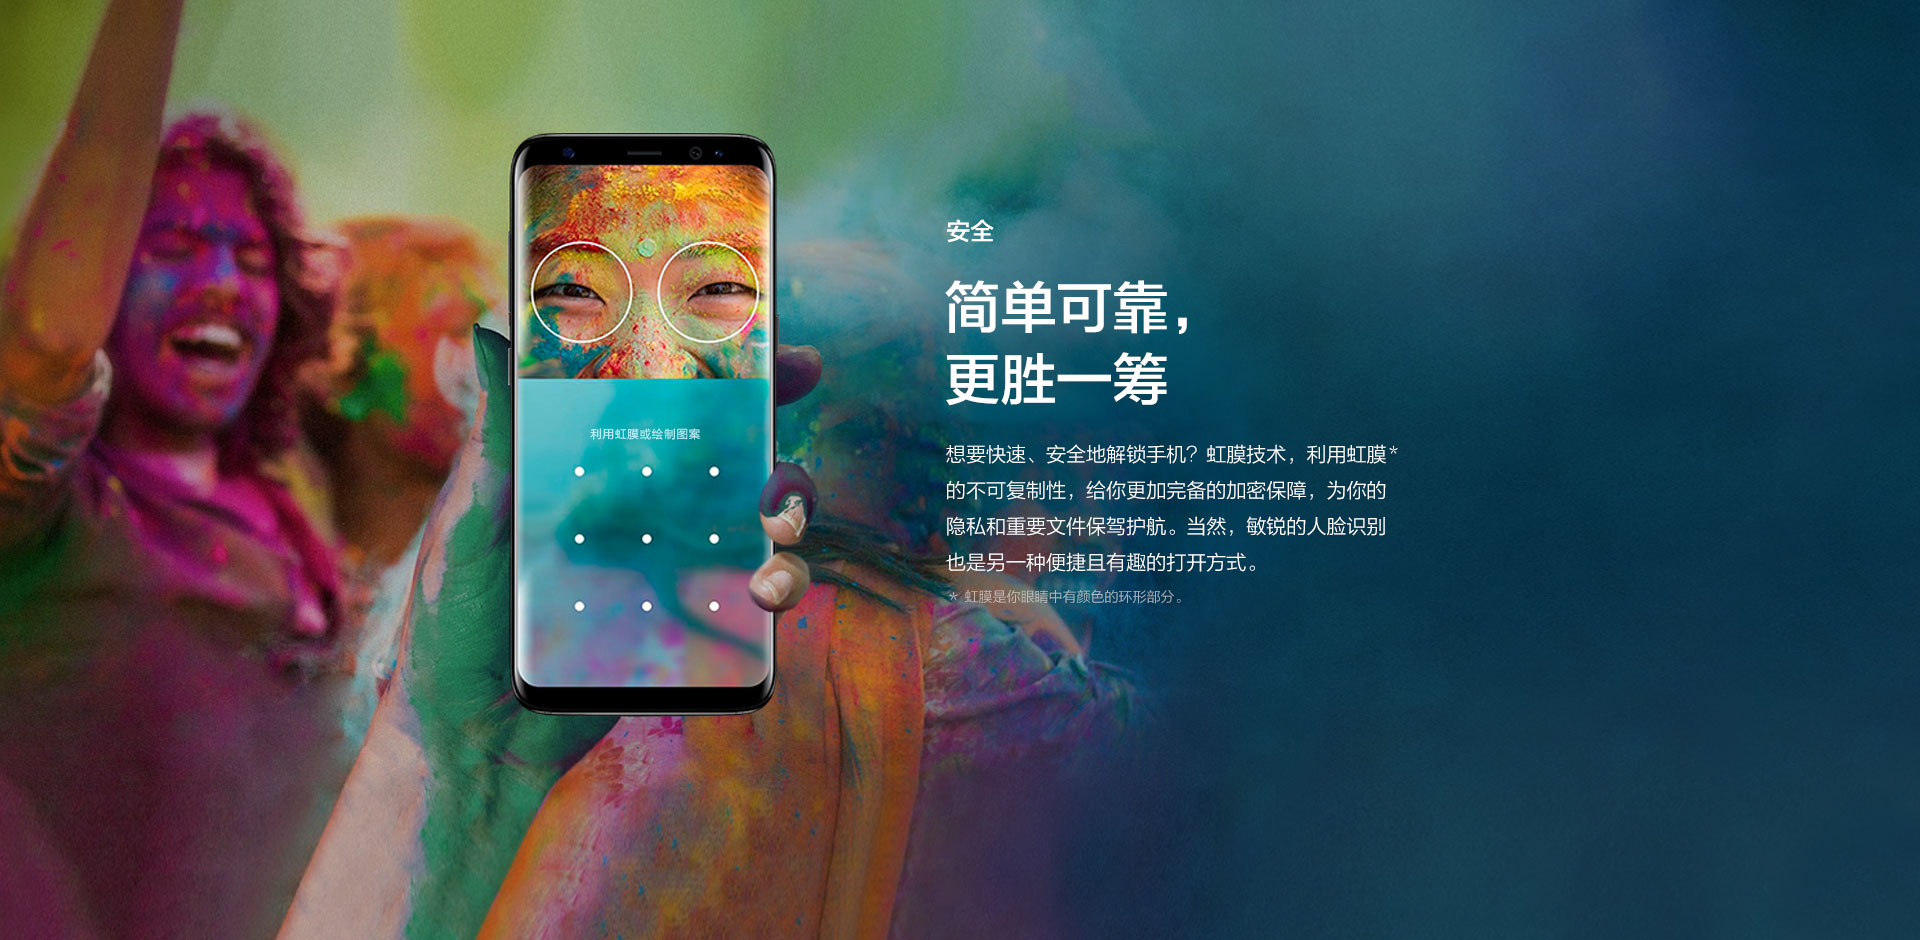 安全
简单可靠，
更胜一筹
想要快速、安全地解锁手机？虹膜技术，利用虹膜*
的不可复制性，给你更加完备的加密保障，为你的
隐私和重要文件保驾护航。当然，敏锐的人脸识别
也是另一种便捷且有趣的打开方式。
* 虹膜是你眼睛中有颜色的环形部分。
利用虹膜或绘制图案